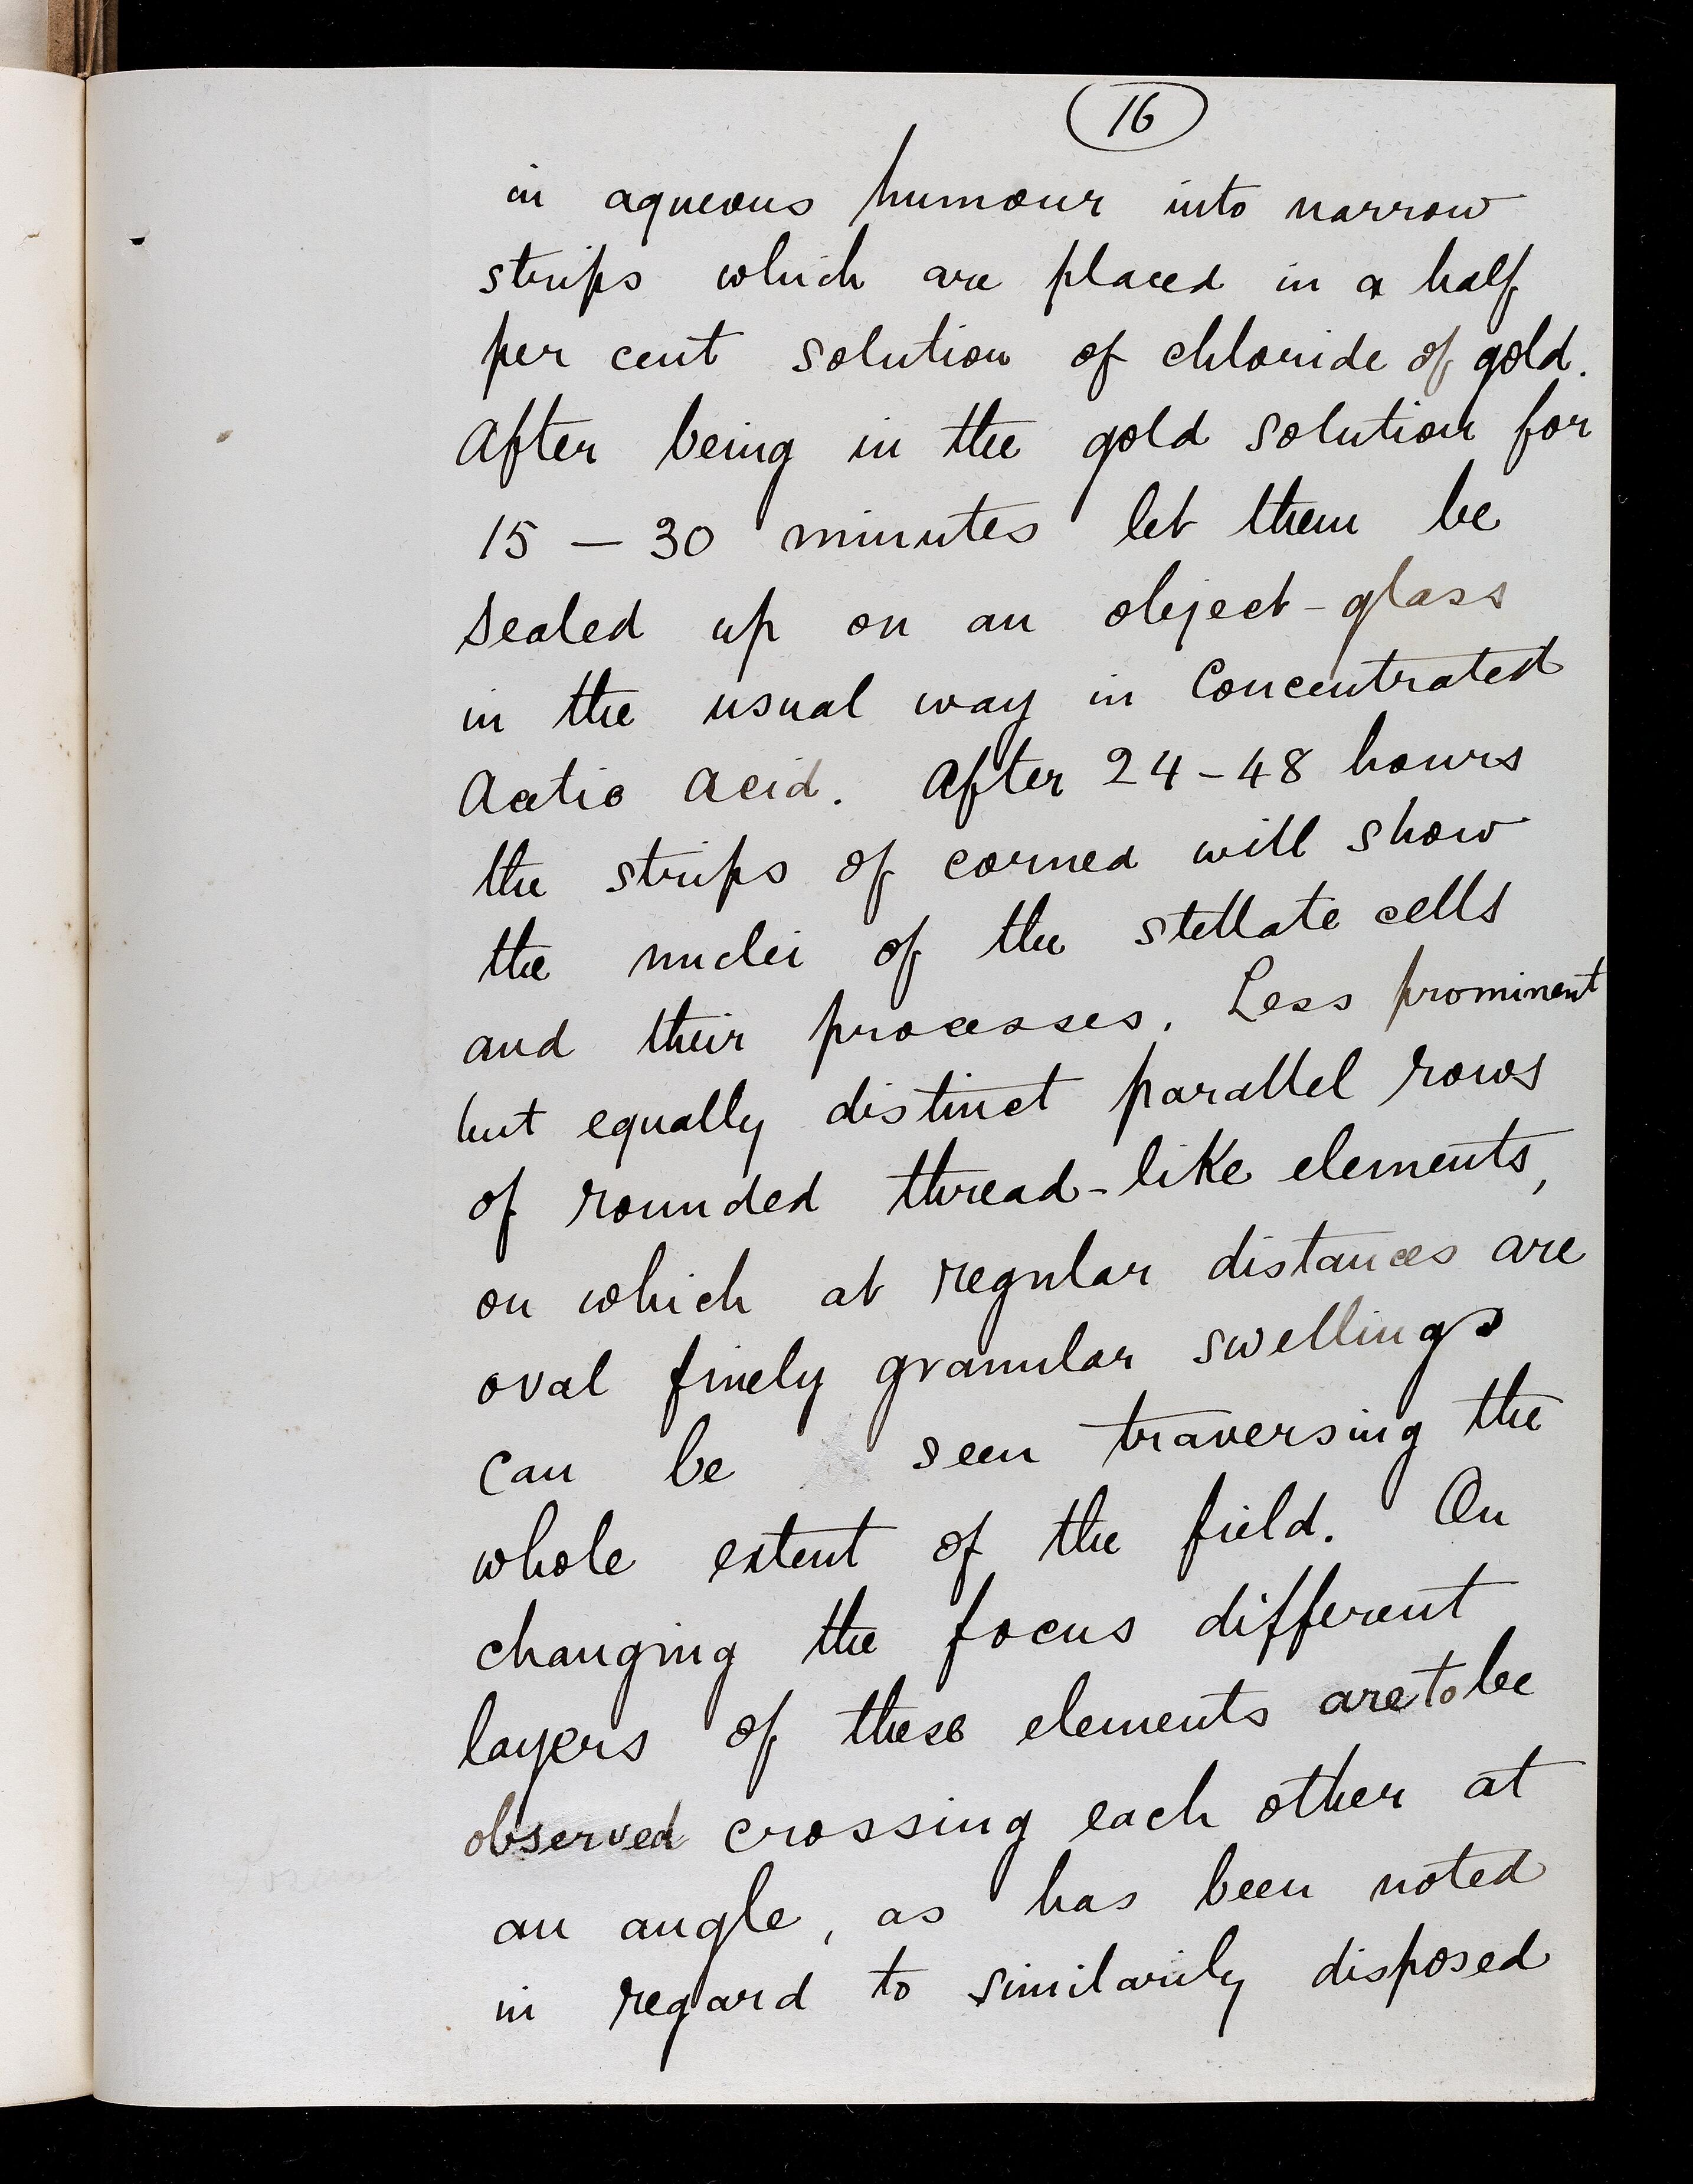 16
in aqueous humour into narrow
strips which are placed in a half
per cent solution of chloride of gold.
After being in the gold solution for
15 – 30 minutes let them be
sealed up on an object-glass
in the usual way in Concentrated
Acetic Acid. After 24-48 hours
the strips of cornea will show
the nuclei of the stellate cells
and their processes. Less prominent
but equally distinct parallel rows
of rounded thread-like elements,
on which at regular distances are
oval finely granular swellings
can be seen traversing the
whole extent of the field. On
changing the focus different
layers of these elements are to be
observed crossing each other at
an angle, as has been noted
in regard to similarily disposed